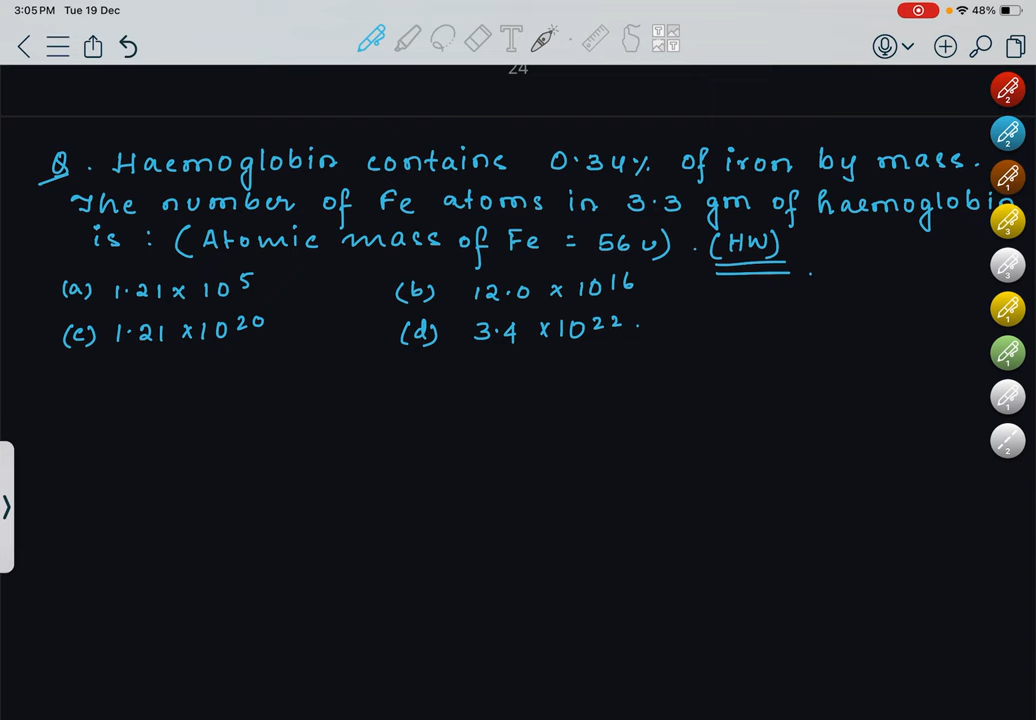 3:05 PM Tue 19 Dec
48%
24
Q. Haemoglobin contains 0.34% of iron by mass.
The number of Fe atoms in 3.3 gm of haemoglobin
is : (Atomic mass of Fe = 56 u) . (HW) .
(a) 1.21 x 10^5 (b) 12.0 x 10^16
(c) 1.21 x 10^20 (d) 3.4 x 10^22 .